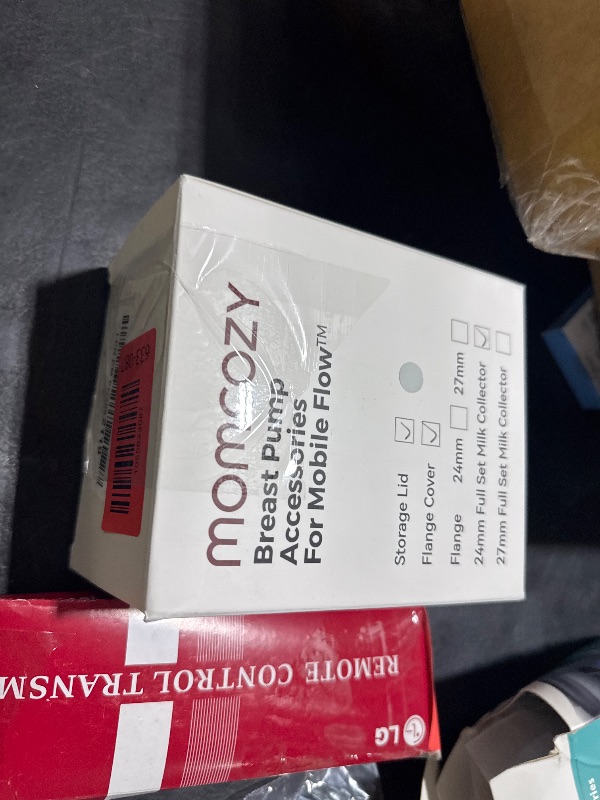 momcozy
Breast Pump
Accessories
For Mobile Flow™
Storage Lid
Flange Cover
Flange 24mm 27mm
24mm Full Set Milk Collector
27mm Full Set Milk Collector
REMOTE CONTROL TRANSM
LG
ries